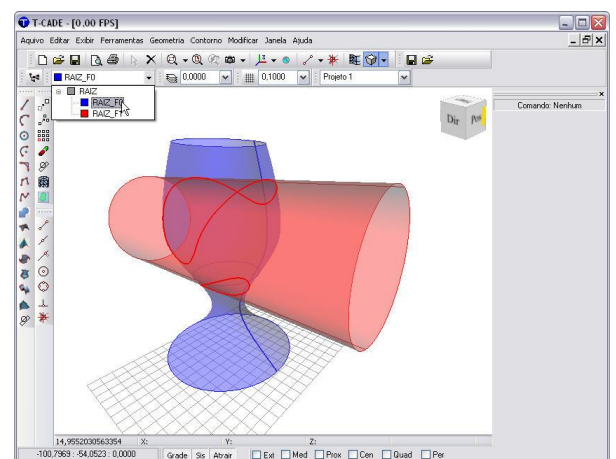 T-CADE - [0.00 FPS]
Aquivo Editar Exibir Ferramentas Geometria Contorno Modificar Janela Ajuda
RAIZ_F0 0,0000 0,1000 Projeto 1
RAIZ
RAIZ_F0
RAIZ_F1
Comando: Nenhum
Dir Pos
14,9552030563354 X: Y: Z:
-100,7969 : -54,0523 : 0,0000 Grade Sis Atrair Ext Med Prox Cen Quad Per